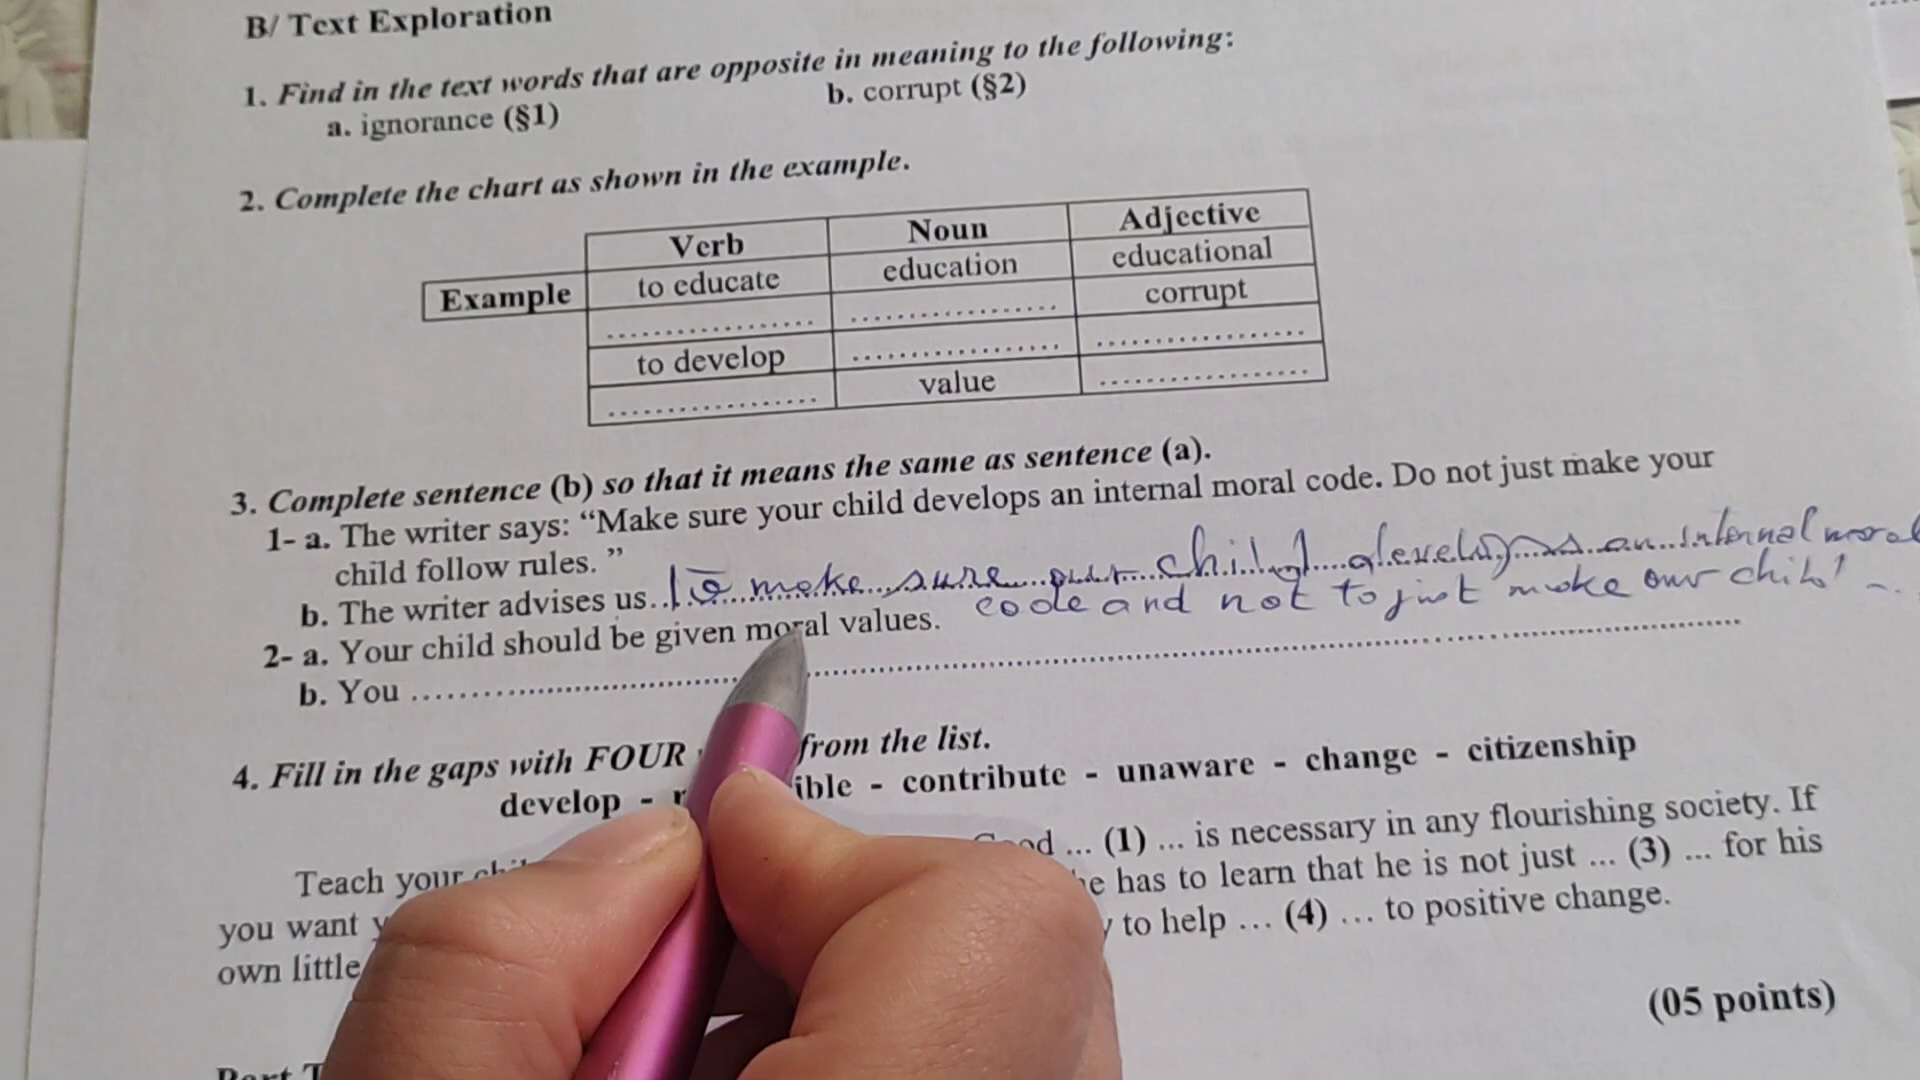 B/ Text Exploration
1. Find in the text words that are opposite in meaning to the following:
a. ignorance (§1) b. corrupt (§2)
2. Complete the chart as shown in the example.
Verb Noun Adjective
Example to educate education educational
.................. .................. corrupt
to develop .................. ..................
.................. value ..................
3. Complete sentence (b) so that it means the same as sentence (a).
1- a. The writer says: “Make sure your child develops an internal moral code. Do not just make your
child follow rules. ”
b. The writer advises us.. to make sure our child develops an internal moral
code and not to just make our child ...
2- a. Your child should be given moral values.
b. You ..........
4. Fill in the gaps with FOUR from the list.
develop - ible - contribute - unaware - change - citizenship
Teach your ... (1) ... is necessary in any flourishing society. If
you want he has to learn that he is not just ... (3) ... for his
own little to help ... (4) ... to positive change.
(05 points)